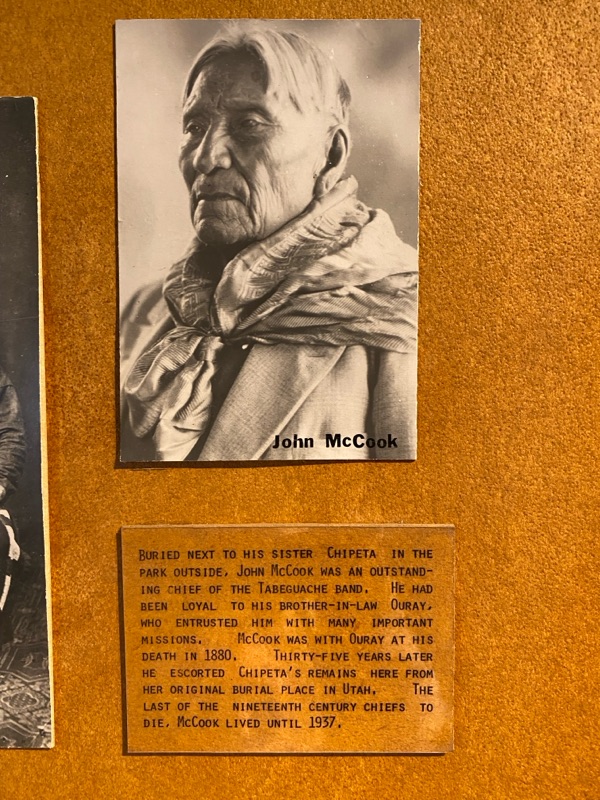 John McCook
BURIED NEXT TO HIS SISTER CHIPETA IN THE
PARK OUTSIDE, JOHN MCCOOK WAS AN OUTSTAND-
ING CHIEF OF THE TABEGUACHE BAND. HE HAD
BEEN LOYAL TO HIS BROTHER-IN-LAW OURAY,
WHO ENTRUSTED HIM WITH MANY IMPORTANT
MISSIONS. MCCOOK WAS WITH OURAY AT HIS
DEATH IN 1880. THIRTY-FIVE YEARS LATER
HE ESCORTED CHIPETA'S REMAINS HERE FROM
HER ORIGINAL BURIAL PLACE IN UTAH. THE
LAST OF THE NINETEENTH CENTURY CHIEFS TO
DIE, MCCOOK LIVED UNTIL 1937.